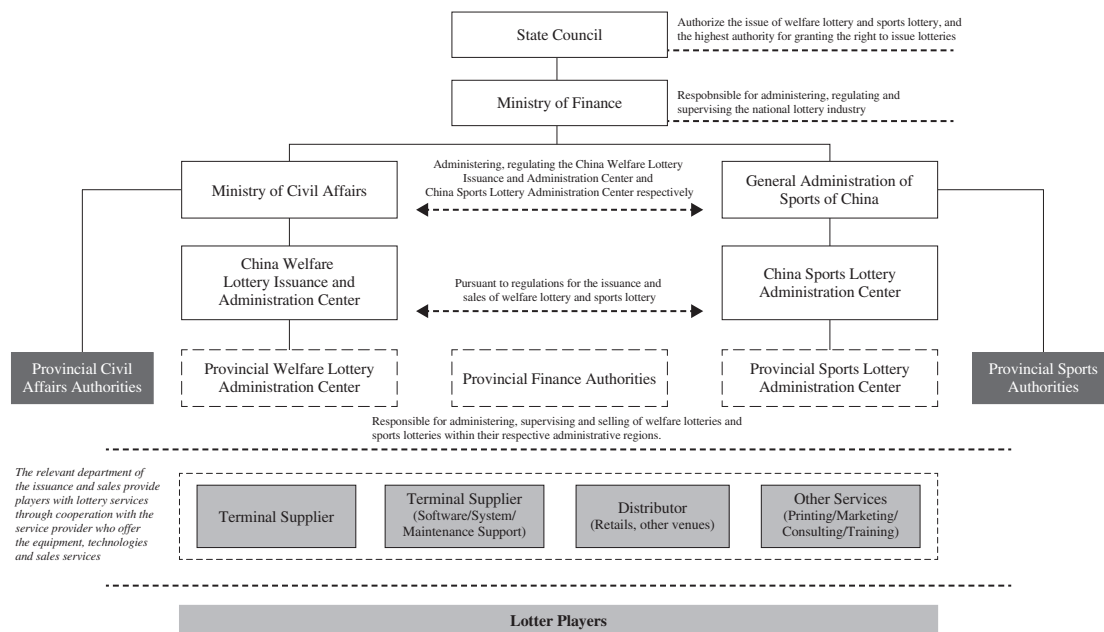 State Council
Authorize the issue of welfare lottery and sports lottery, and
the highest authority for granting the right to issue lotteries
Ministry of Finance
Respobnsible for administering, regulating and
supervising the national lottery industry
Ministry of Civil Affairs
Administering, regulating the China Welfare Lottery
Issuance and Administration Center and
China Sports Lottery Administration Center respectively
General Administration of
Sports of China
China Welfare
Lottery Issuance and
Administration Center
Pursuant to regulations for the issuance and
sales of welfare lottery and sports lottery
China Sports Lottery
Administration Center
Provincial Civil
Affairs Authorities
Provincial Welfare Lottery
Administration Center
Provincial Finance Authorities
Provincial Sports Lottery
Administration Center
Provincial Sports
Authorities
Responsible for administering, supervising and selling of welfare lotteries and
sports lotteries within their respective administrative regions.
The relevant department of
the issuance and sales provide
players with lottery services
through cooperation with the
service provider who offer
the equipment, technologies
and sales services
Terminal Supplier
Terminal Supplier
(Software/System/
Maintenance Support)
Distributor
(Retails, other venues)
Other Services
(Printing/Marketing/
Consulting/Training)
Lotter Players